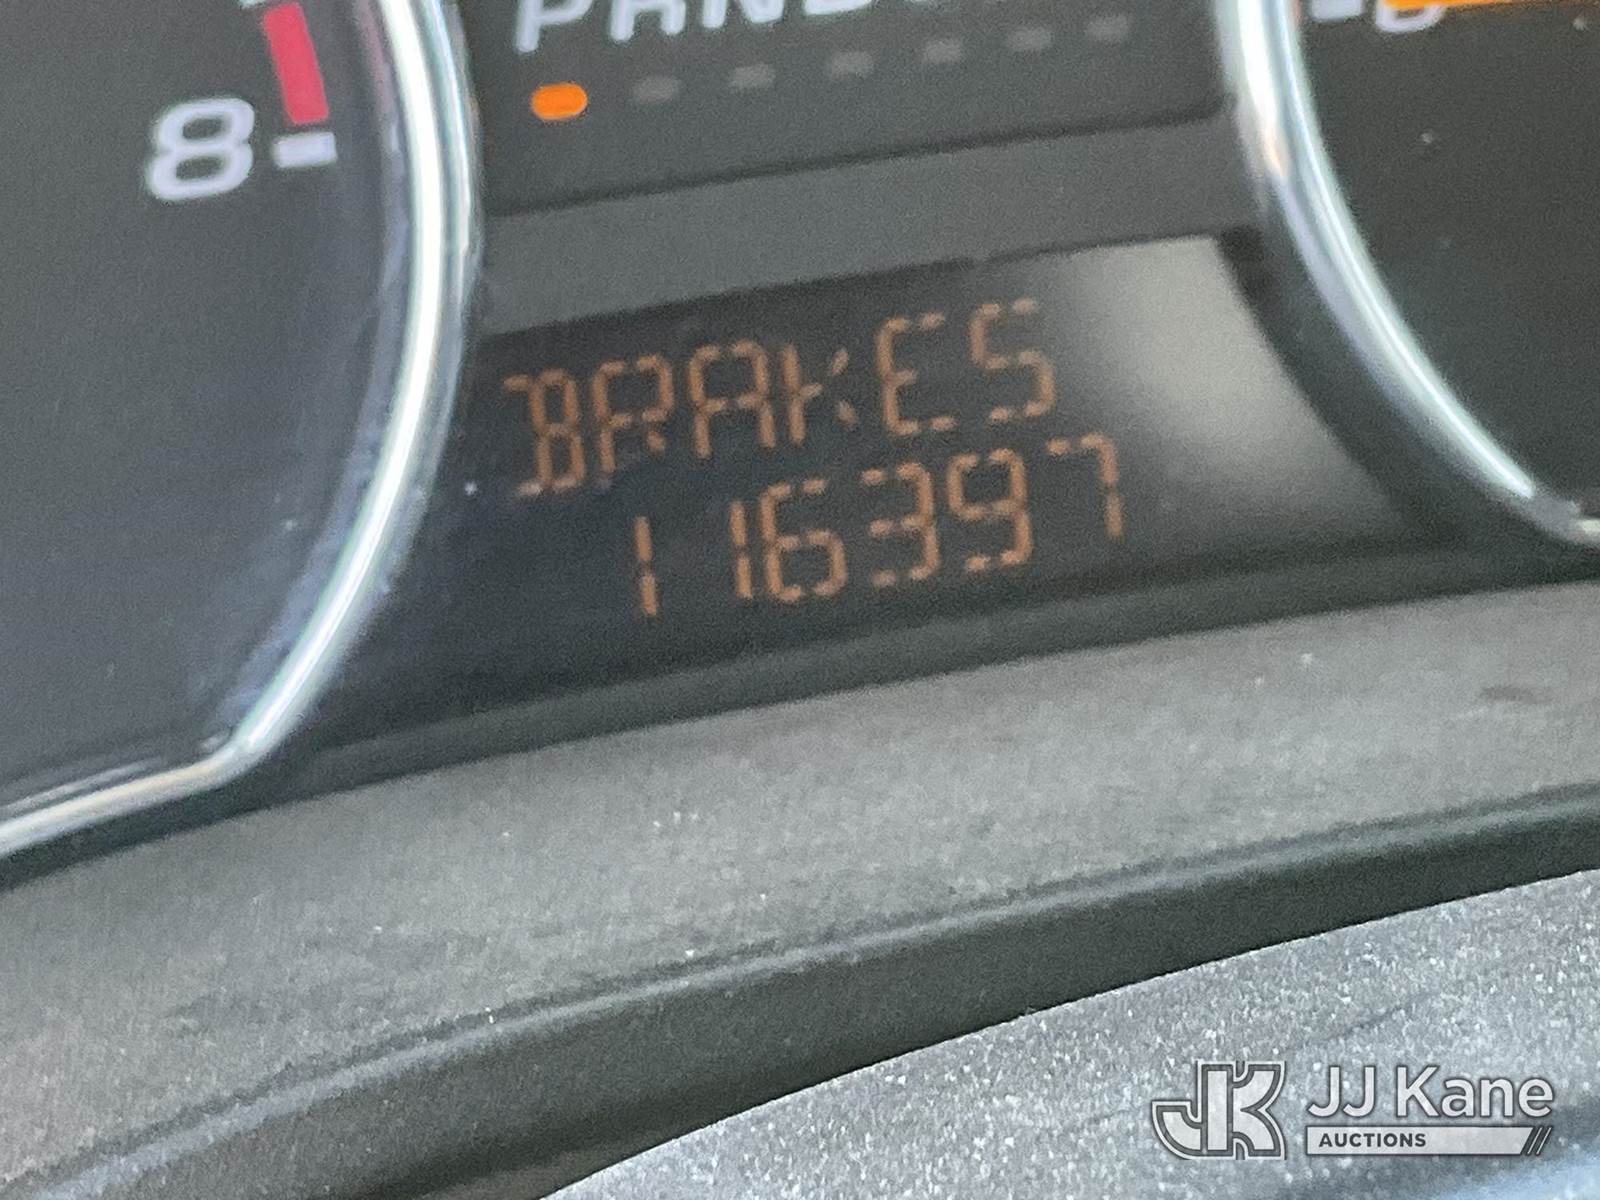 PRND
8
BRAKES
116397
JJ Kane
AUCTIONS